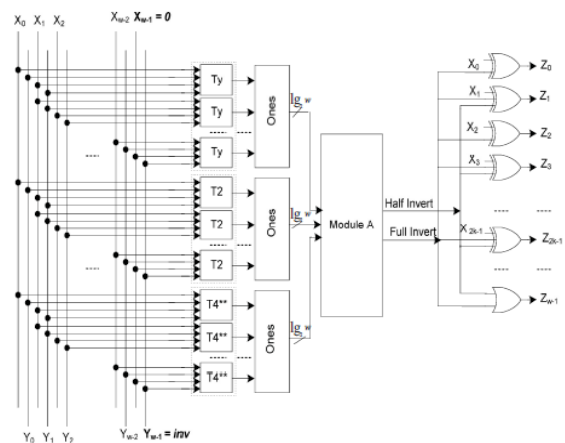 X0 X1 X2 Xw-2 Xw-1 = 0
Ty
Ty
Ty
Ones
lg w
T2
T2
T2
Ones
lg w
T4**
T4**
T4**
Ones
lg w
Module A
Half Invert
Full Invert
X0 Z0
X1 Z1
X2 Z2
X3 Z3
X2k-1 Z2k-1
Zw-1
Y0 Y1 Y2 Yw-2 Yw-1 = inv